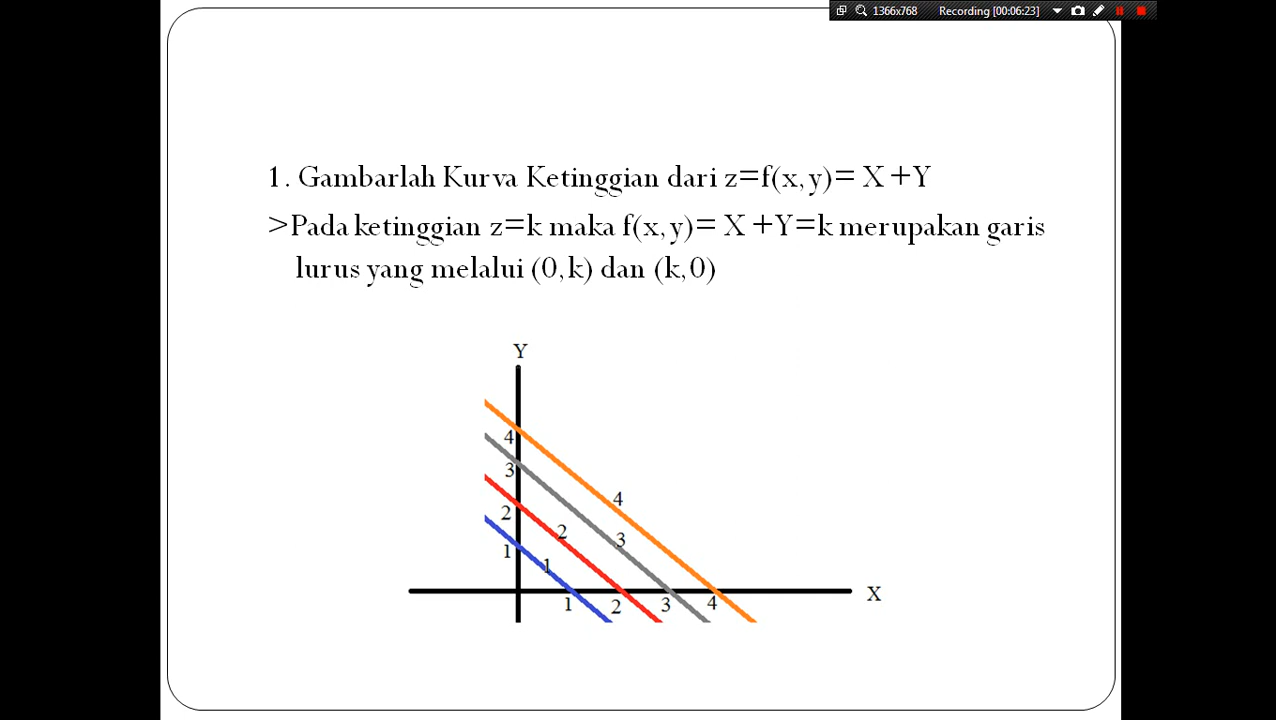 1366x768 Recording [00:06:23]
1. Gambarlah Kurva Ketinggian dari z=f(x,y)= X+Y
>Pada ketinggian z=k maka f(x,y)= X+Y=k merupakan garis
lurus yang melalui (0,k) dan (k,0)
Y
4
3
4
2
2
3
1
1
X
1
2
3
4